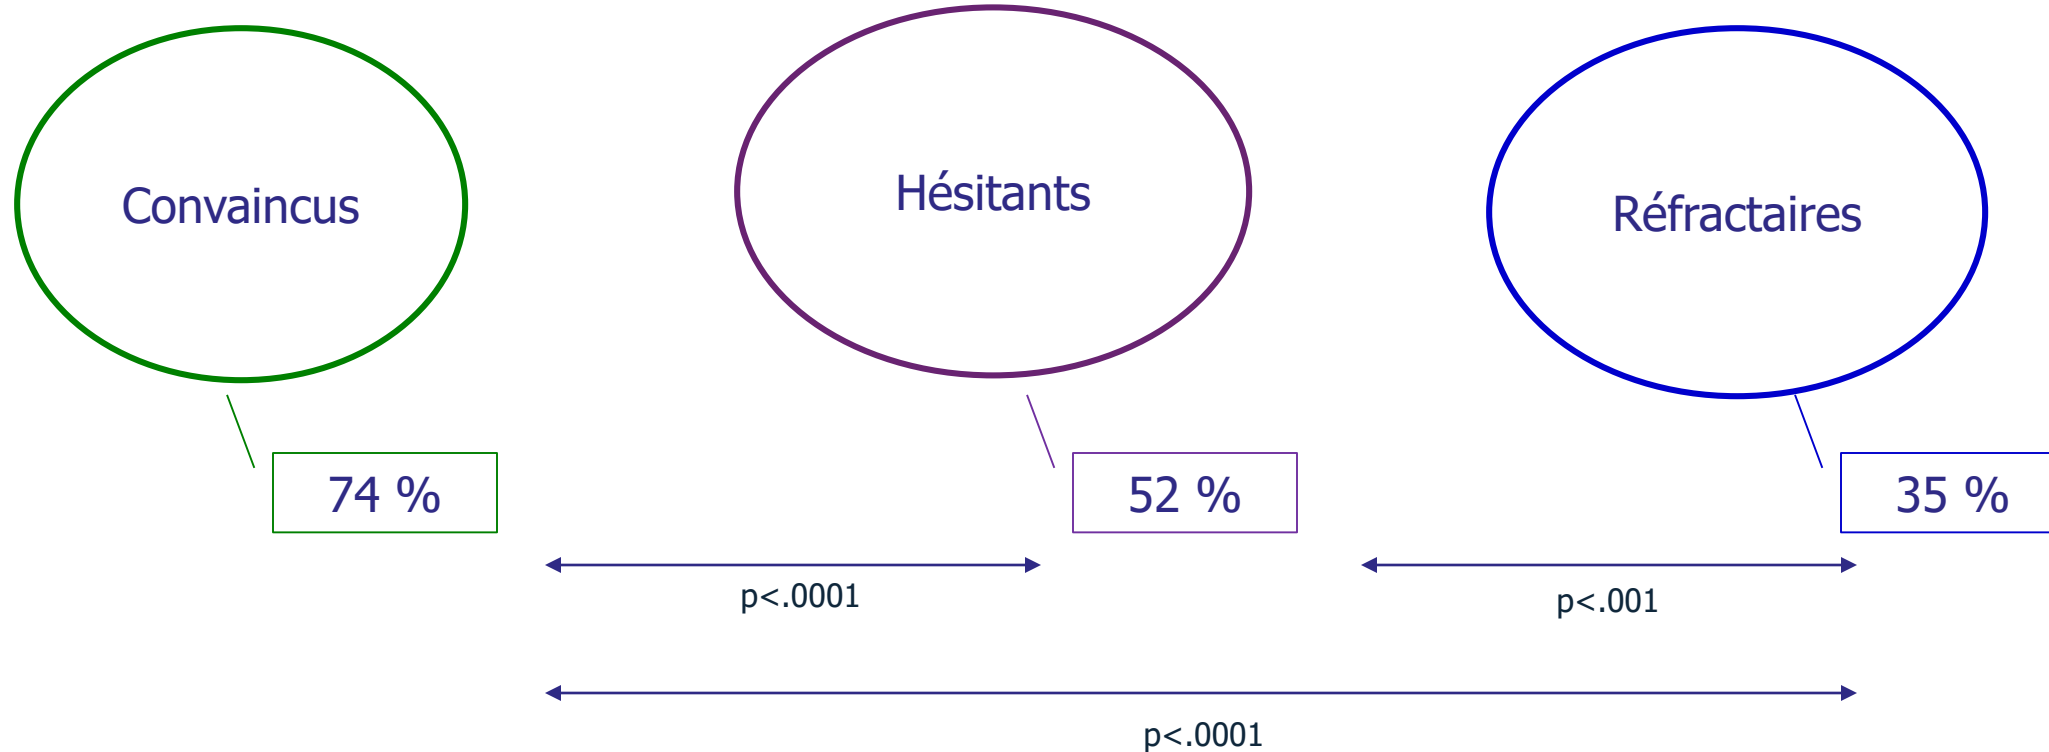 Convaincus
Hésitants
Réfractaires
74 %
52 %
35 %
p<.0001
p<.001
p<.0001